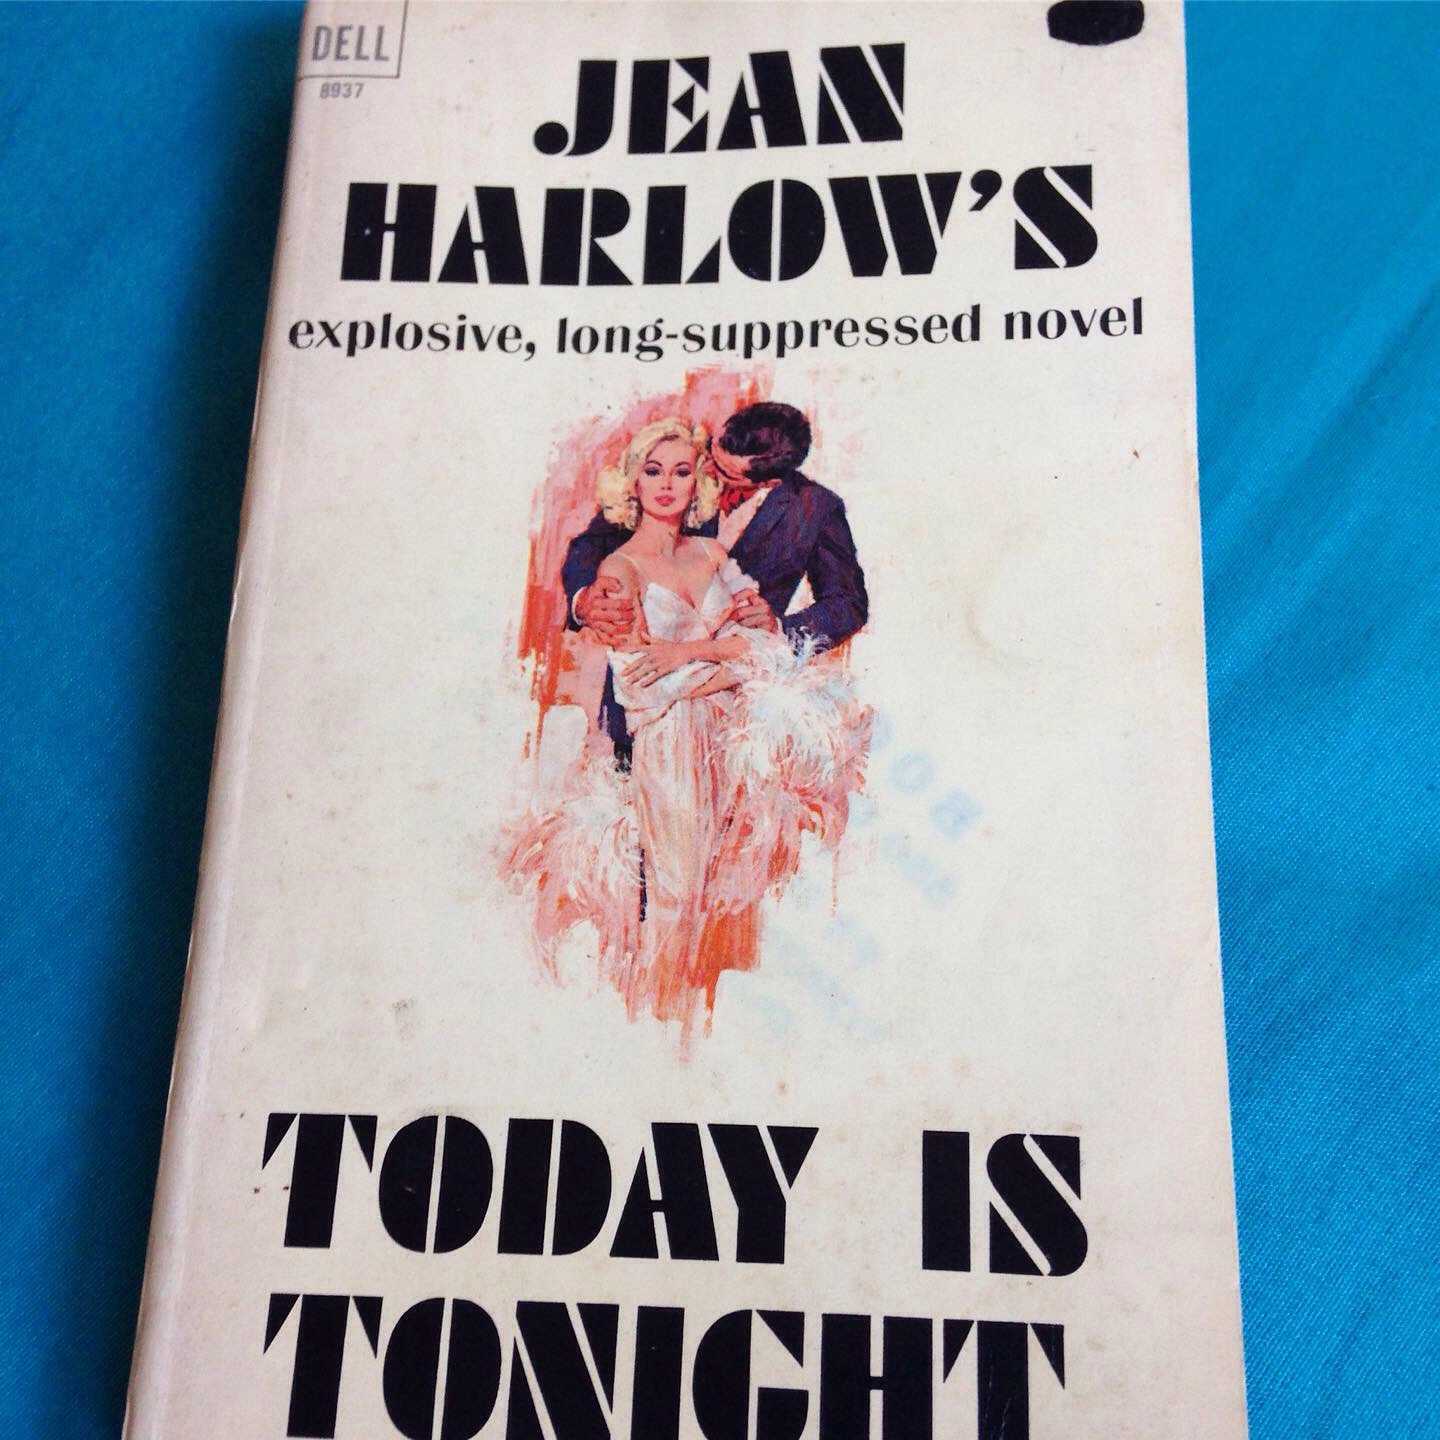 DELL
8937
JEAN
HARLOW'S
explosive, long-suppressed novel
TODAY IS
TONIGHT